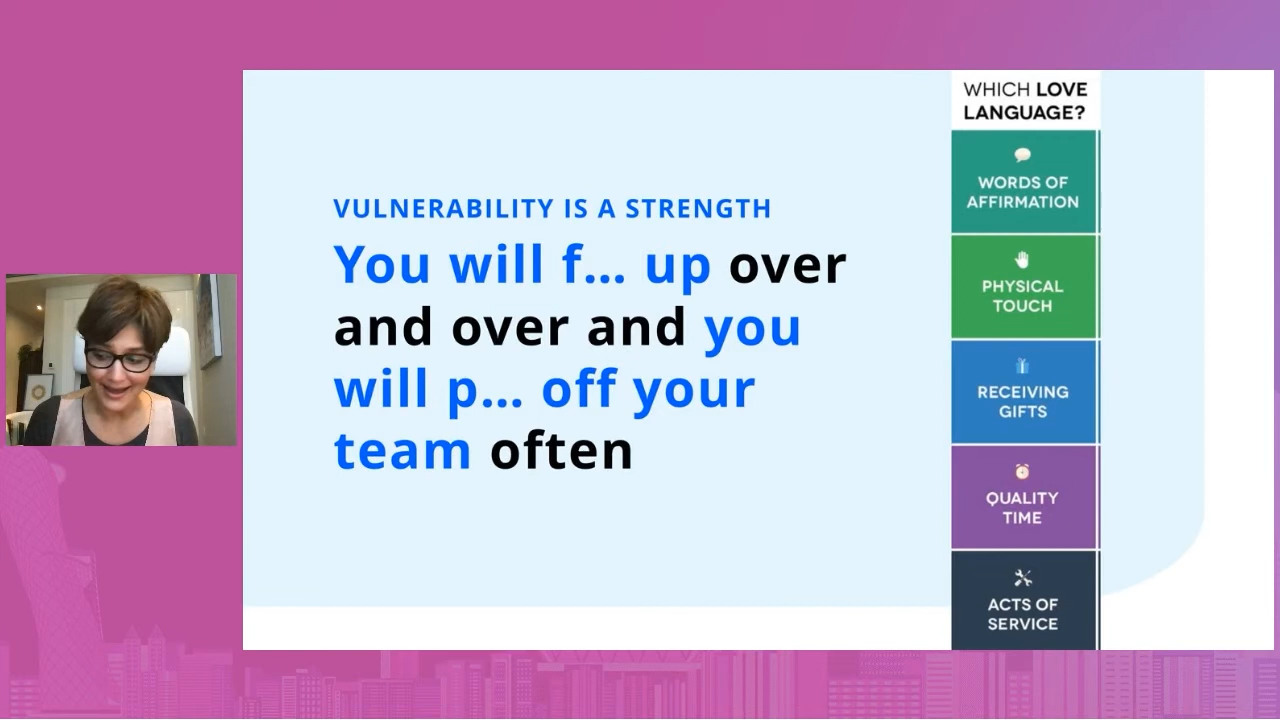 VULNERABILITY IS A STRENGTH
You will f... up over
and over and you
will p... off your
team often
WHICH LOVE
LANGUAGE?
WORDS OF
AFFIRMATION
PHYSICAL
TOUCH
RECEIVING
GIFTS
QUALITY
TIME
ACTS OF
SERVICE